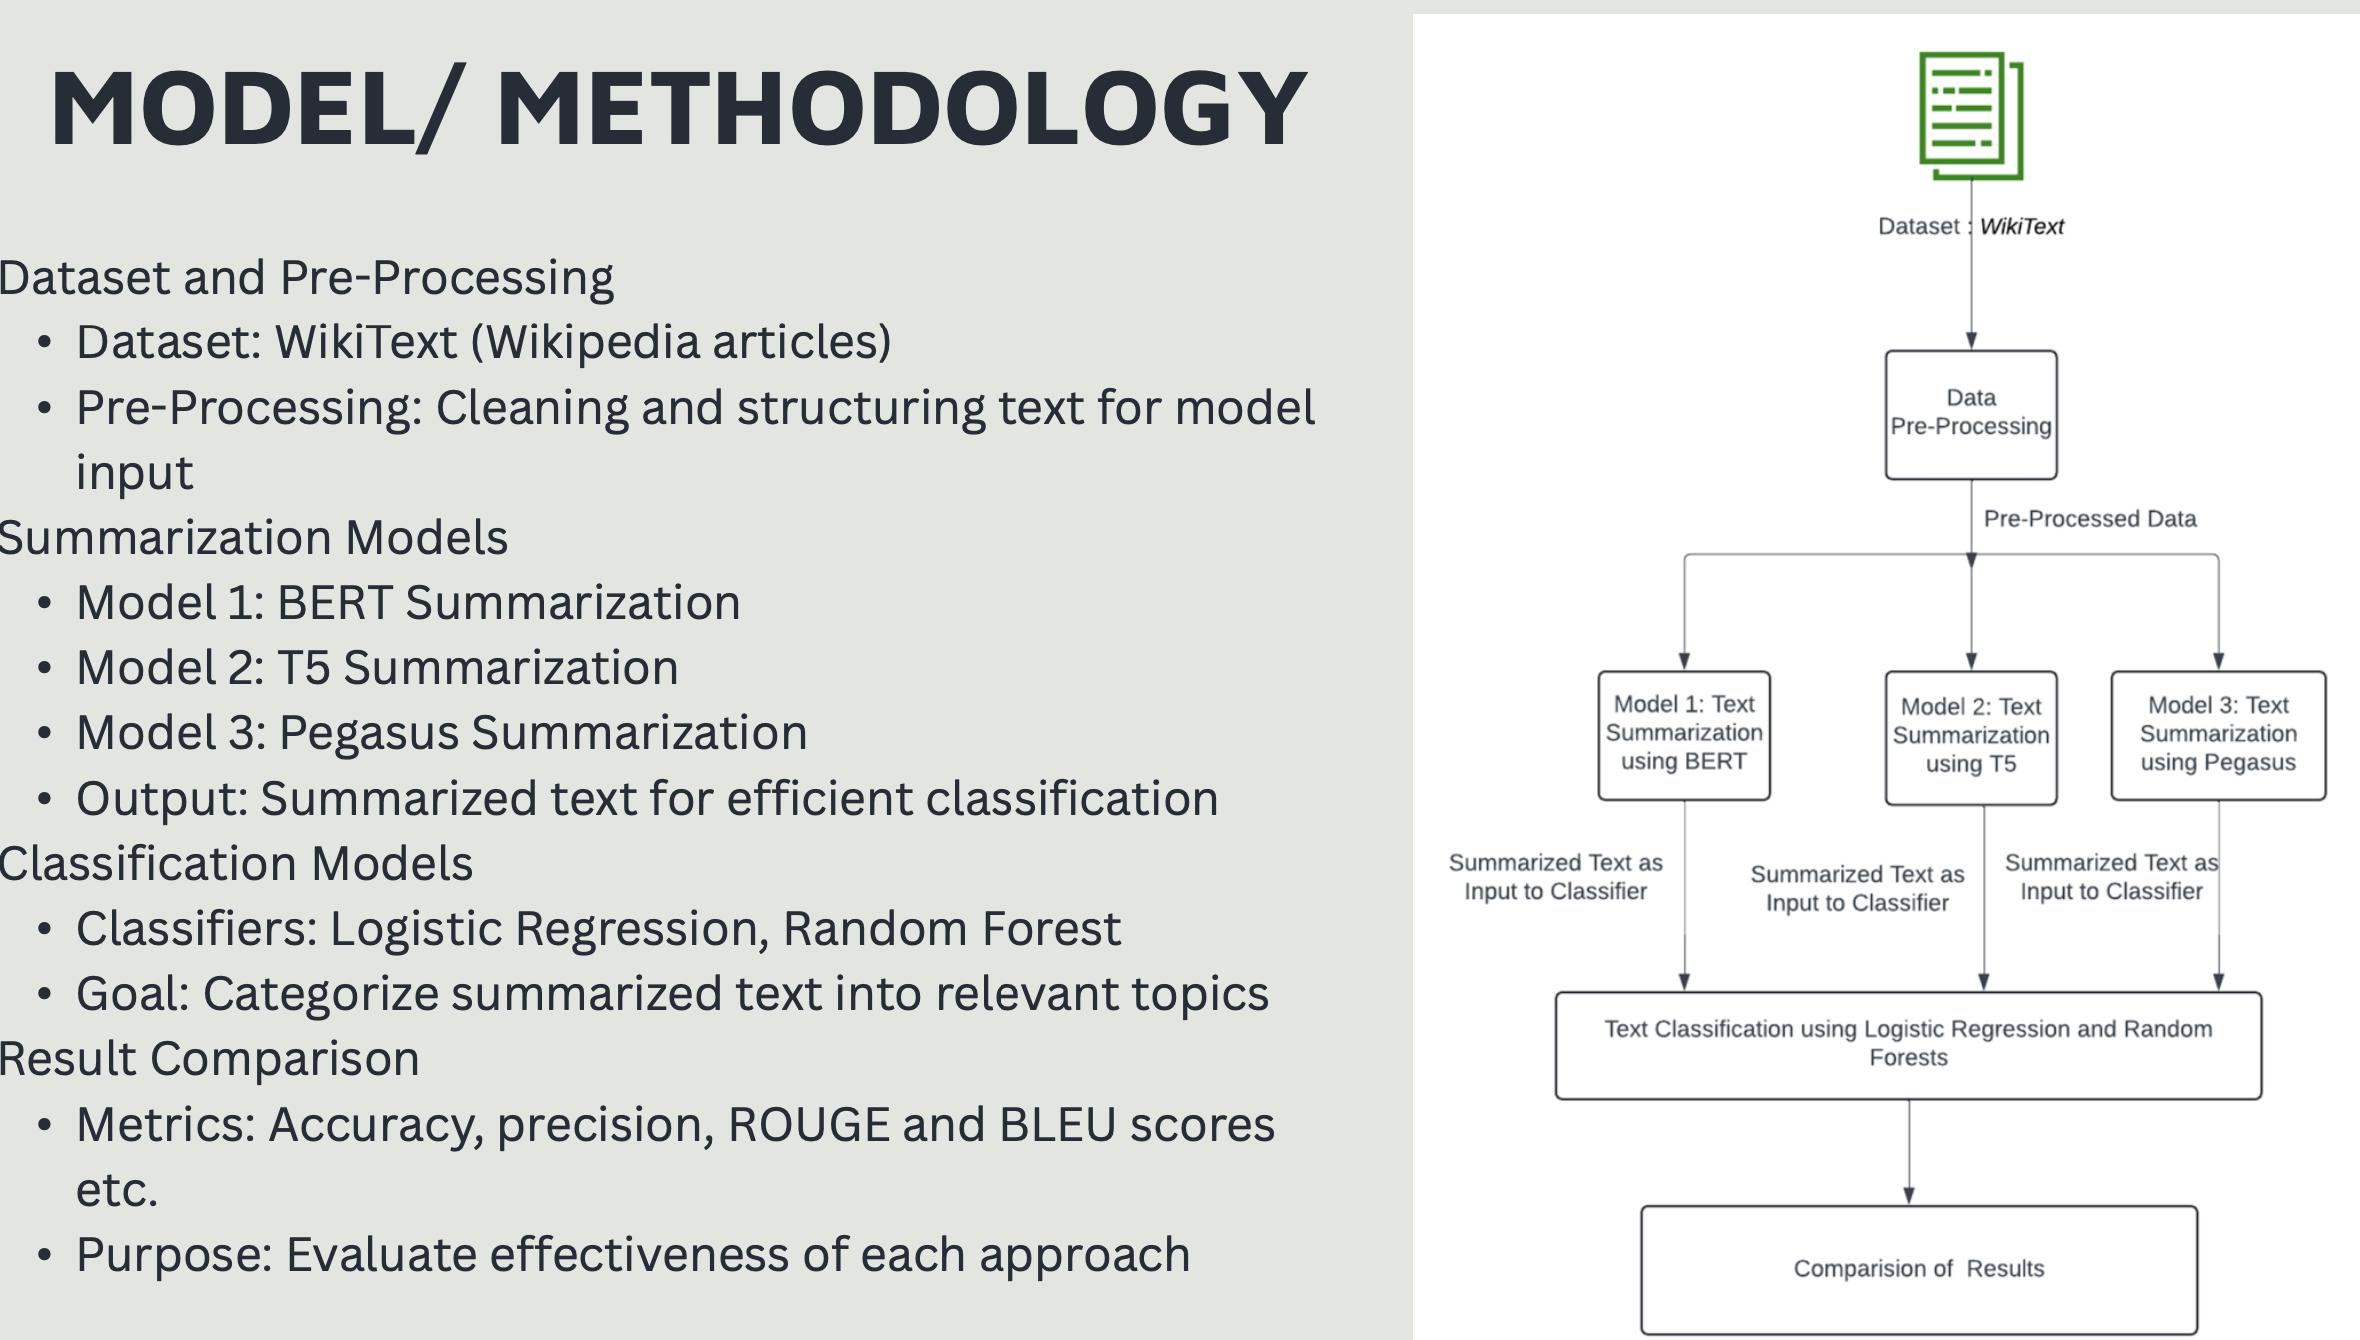 MODEL/ METHODOLOGY
Dataset and Pre-Processing
• Dataset: WikiText (Wikipedia articles)
• Pre-Processing: Cleaning and structuring text for model
input
Summarization Models
• Model 1: BERT Summarization
• Model 2: T5 Summarization
• Model 3: Pegasus Summarization
• Output: Summarized text for efficient classification
Classification Models
• Classifiers: Logistic Regression, Random Forest
• Goal: Categorize summarized text into relevant topics
Result Comparison
• Metrics: Accuracy, precision, ROUGE and BLEU scores
etc.
• Purpose: Evaluate effectiveness of each approach
Dataset : WikiText
Data
Pre-Processing
Pre-Processed Data
Model 1: Text
Summarization
using BERT
Model 2: Text
Summarization
using T5
Model 3: Text
Summarization
using Pegasus
Summarized Text as
Input to Classifier
Summarized Text as
Input to Classifier
Summarized Text as
Input to Classifier
Text Classification using Logistic Regression and Random
Forests
Comparision of  Results